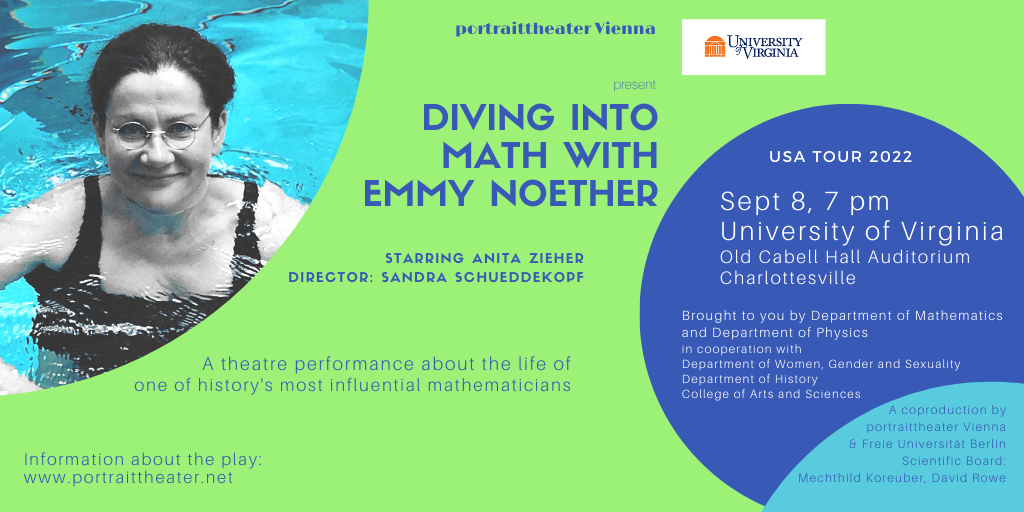 portraittheater Vienna
UNIVERSITY
of VIRGINIA
present
DIVING INTO
MATH WITH
EMMY NOETHER
STARRING ANITA ZIEHER
DIRECTOR: SANDRA SCHUEDDEKOPF
A theatre performance about the life of
one of history's most influential mathematicians
Information about the play:
www.portraittheater.net
USA TOUR 2022
Sept 8, 7 pm
University of Virginia
Old Cabell Hall Auditorium
Charlottesville
Brought to you by Department of Mathematics
and Department of Physics
in cooperation with
Department of Women, Gender and Sexuality
Department of History
College of Arts and Sciences
A coproduction by
portraittheater Vienna
& Freie Universität Berlin
Scientific Board:
Mechthild Koreuber, David Rowe